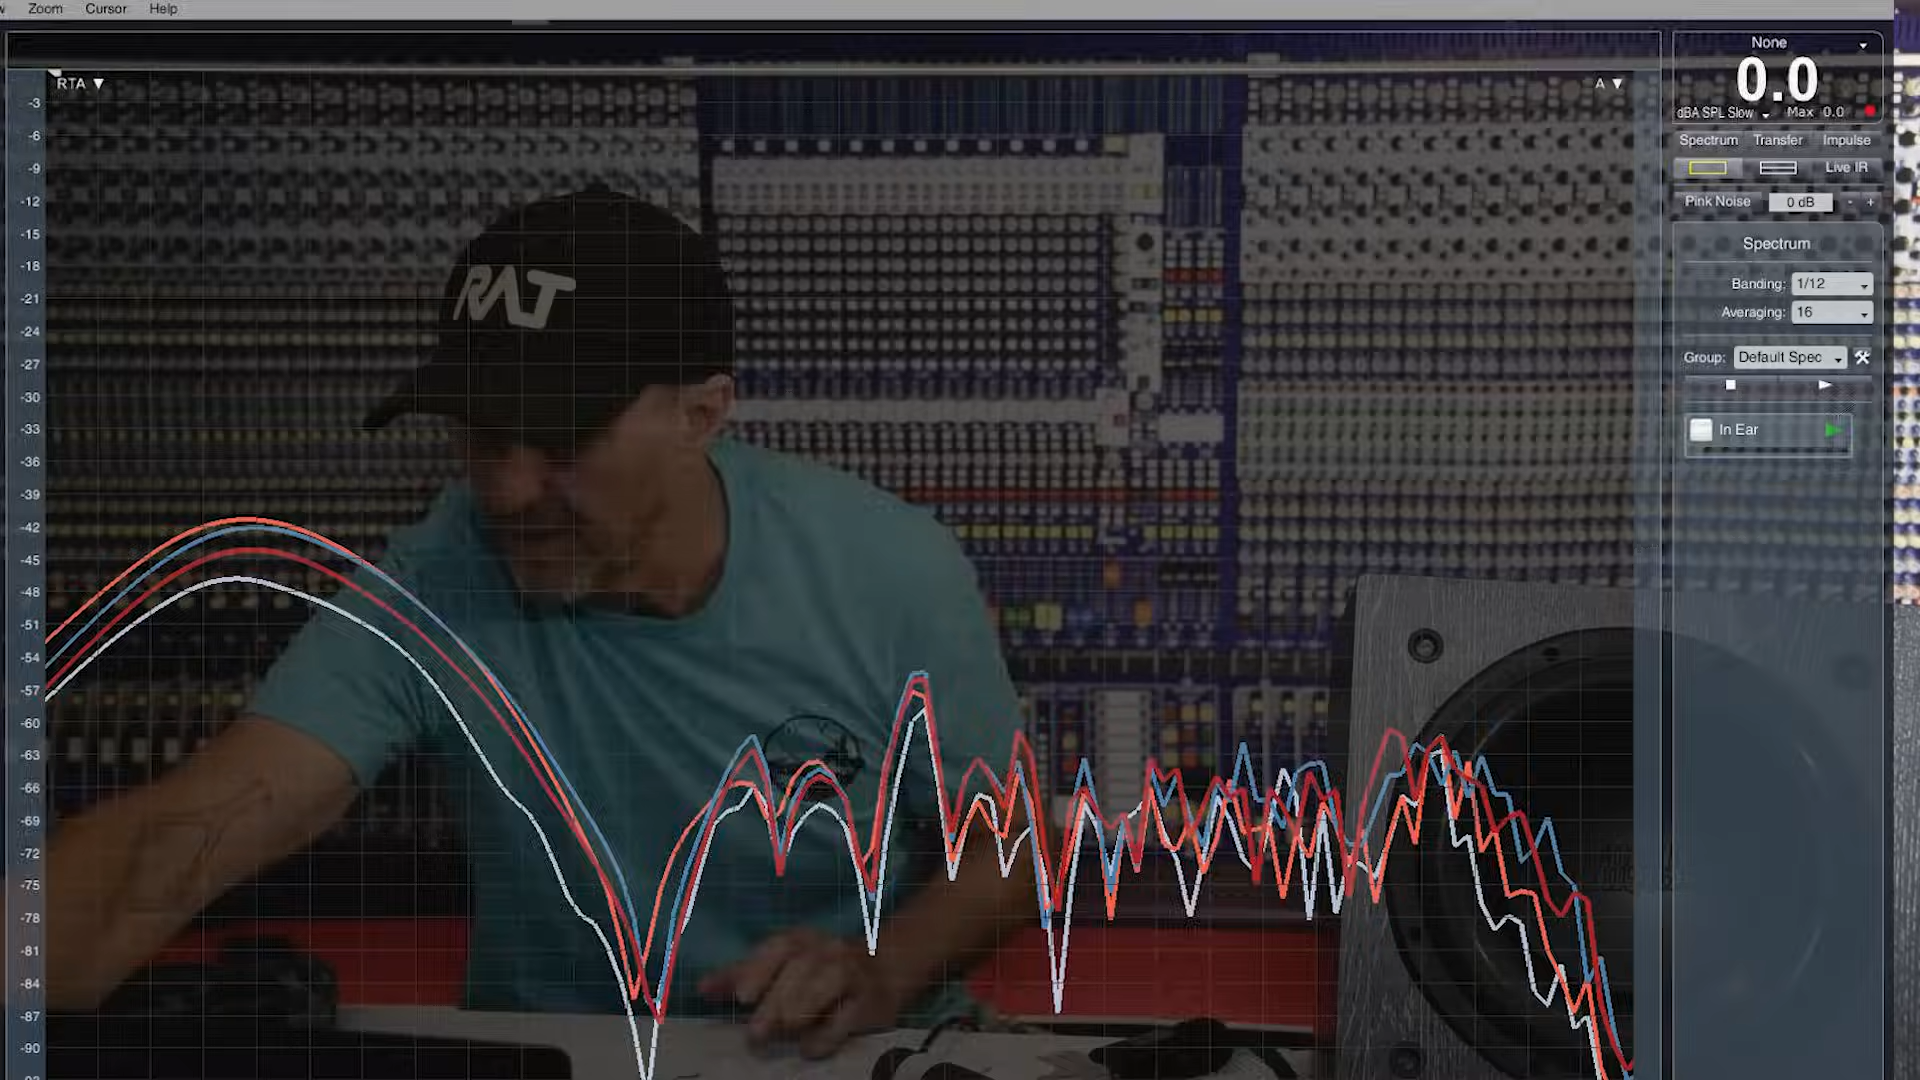 Zoom Cursor Help
None
RTA ▼
A ▼
0.0
dBA SPL Slow Max 0.0
Spectrum Transfer Impulse
Live IR
Pink Noise 0 dB - +
Spectrum
Banding: 1/12
Averaging: 16
Group: Default Spec
In Ear
RAT
-3
-6
-9
-12
-15
-18
-21
-24
-27
-30
-33
-36
-39
-42
-45
-48
-51
-54
-57
-60
-63
-66
-69
-72
-75
-78
-81
-84
-87
-90